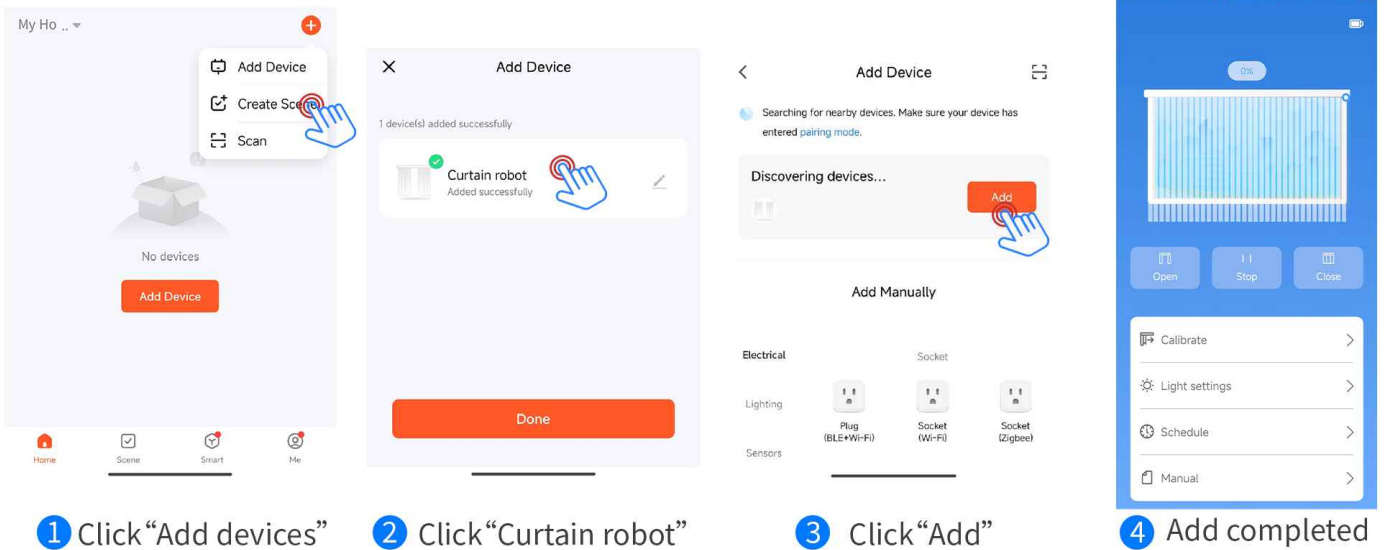 My Ho ..
Add Device
Create Scene
Scan
No devices
Add Device
Home
Scene
Smart
Me
1 Click“Add devices”
Add Device
1 device(s) added successfully
Curtain robot
Added successfully
Done
2 Click“Curtain robot”
Add Device
Searching for nearby devices. Make sure your device has
entered pairing mode.
Discovering devices...
Add
Add Manually
Electrical
Socket
Lighting
Plug
(BLE+Wi-Fi)
Socket
(Wi-Fi)
Socket
(Zigbee)
Sensors
3 Click“Add”
0%
Open
Stop
Close
Calibrate
Light settings
Schedule
Manual
4 Add completed